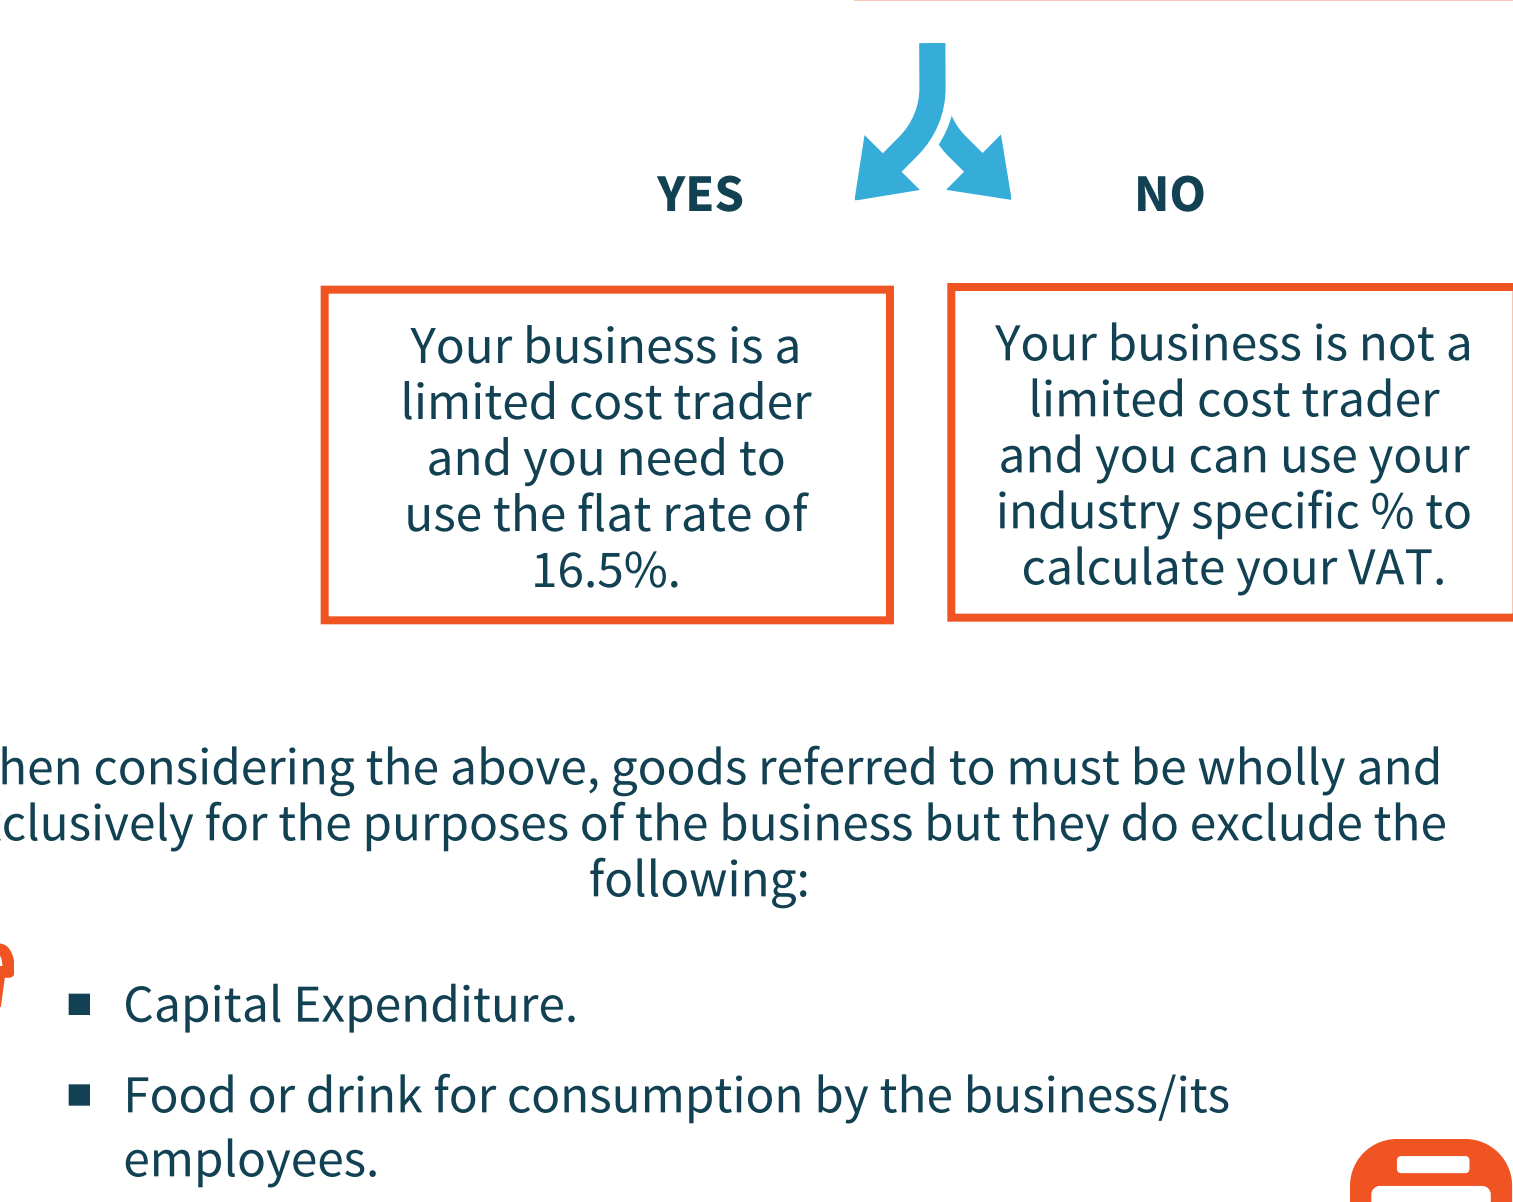 YES
NO
Your business is a
limited cost trader
and you need to
use the flat rate of
16.5%.
Your business is not a
limited cost trader
and you can use your
industry specific % to
calculate your VAT.
hen considering the above, goods referred to must be wholly and
clusively for the purposes of the business but they do exclude the
following:
■ Capital Expenditure.
■ Food or drink for consumption by the business/its
employees.